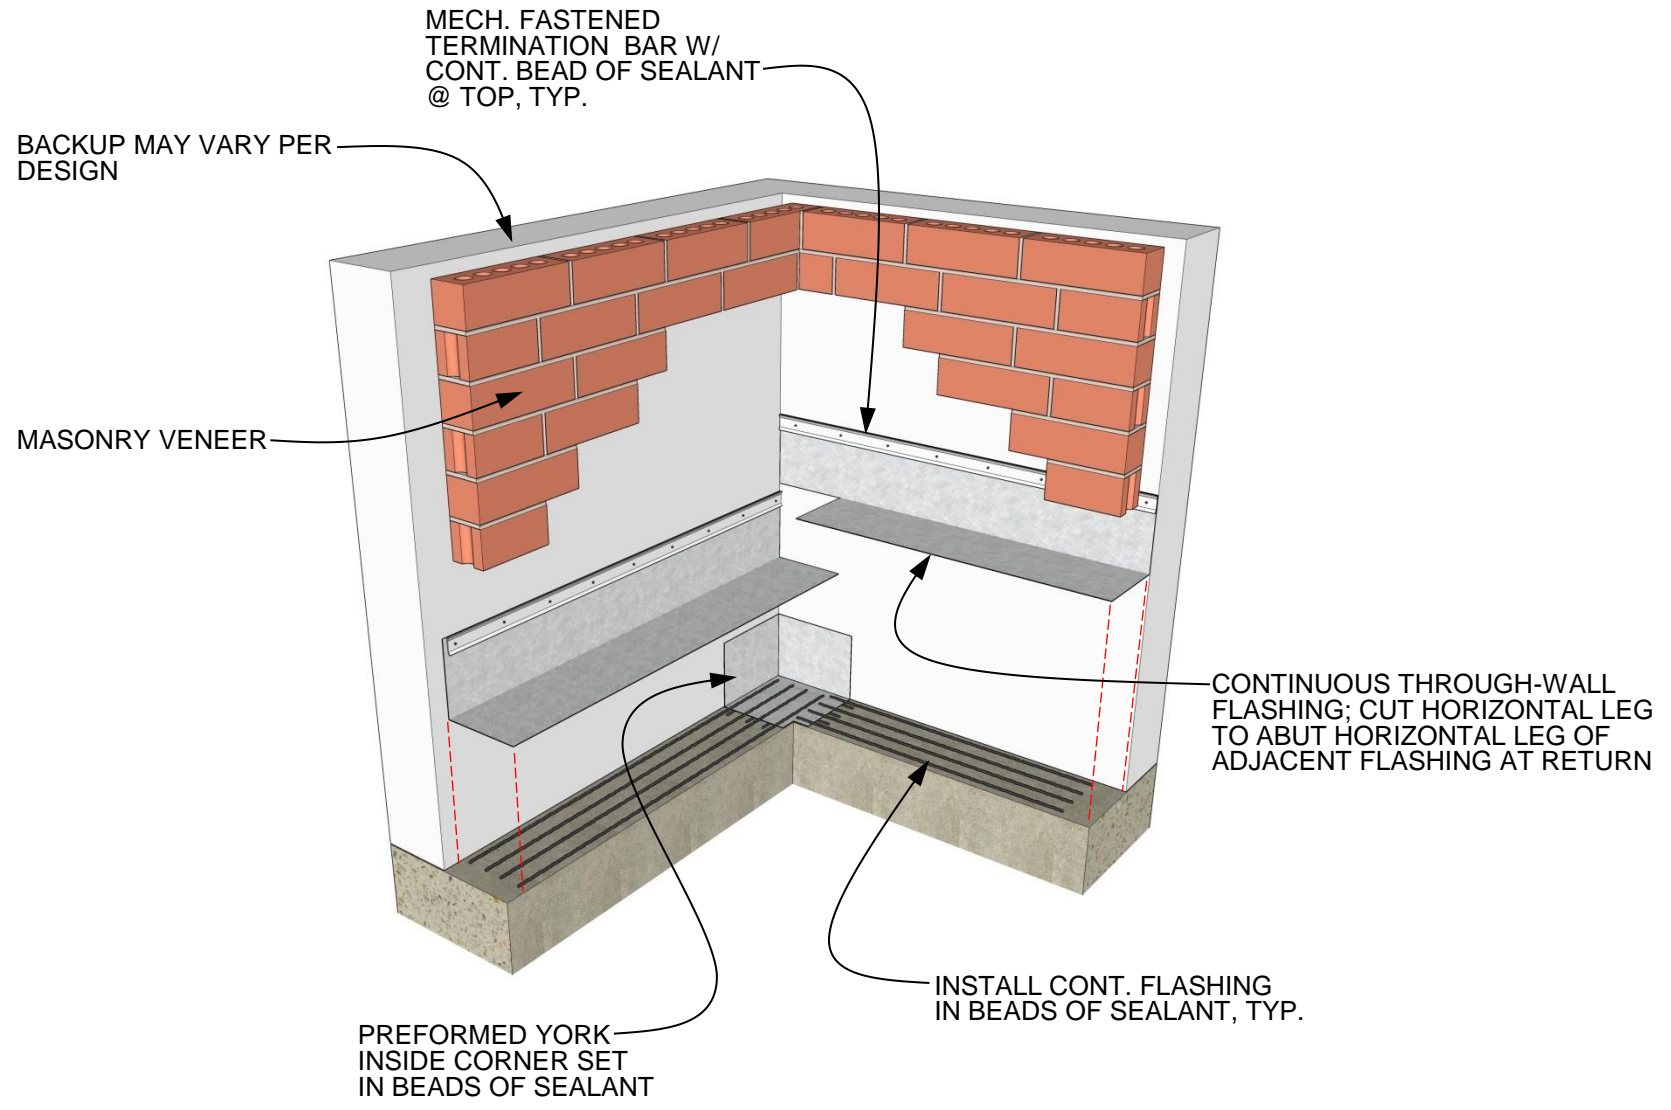 MECH. FASTENED
TERMINATION BAR W/
CONT. BEAD OF SEALANT
@ TOP, TYP.
BACKUP MAY VARY PER
DESIGN
MASONRY VENEER
CONTINUOUS THROUGH-WALL
FLASHING; CUT HORIZONTAL LEG
TO ABUT HORIZONTAL LEG OF
ADJACENT FLASHING AT RETURN
INSTALL CONT. FLASHING
IN BEADS OF SEALANT, TYP.
PREFORMED YORK
INSIDE CORNER SET
IN BEADS OF SEALANT